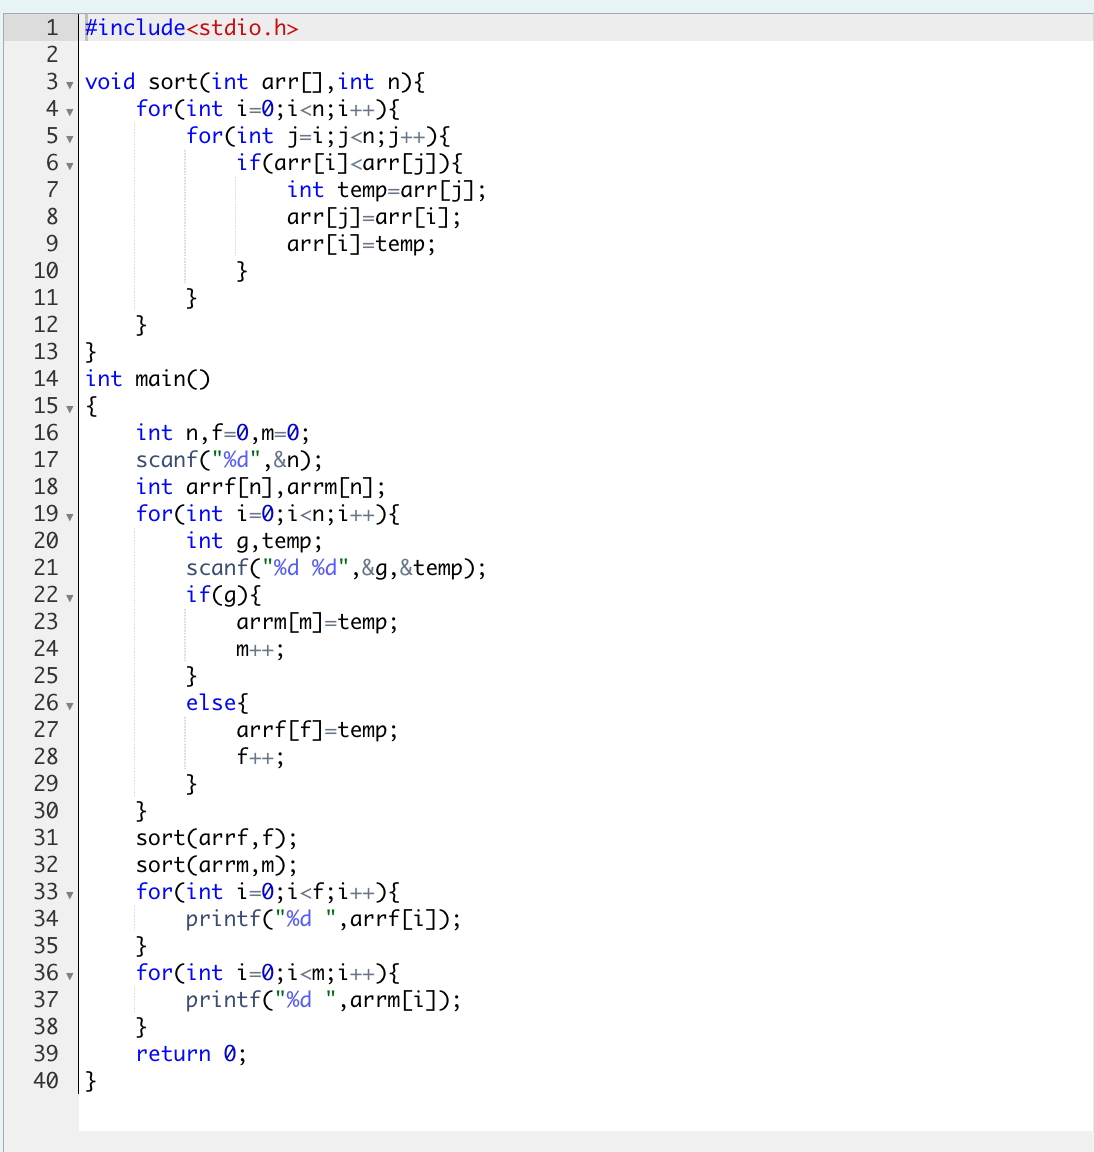 1 #include<stdio.h>
2
3 void sort(int arr[],int n){
4     for(int i=0;i<n;i++){
5         for(int j=i;j<n;j++){
6             if(arr[i]<arr[j]){
7                 int temp=arr[j];
8                 arr[j]=arr[i];
9                 arr[i]=temp;
10             }
11         }
12     }
13 }
14 int main()
15 {
16     int n,f=0,m=0;
17     scanf("%d",&n);
18     int arrf[n],arrm[n];
19     for(int i=0;i<n;i++){
20         int g,temp;
21         scanf("%d %d",&g,&temp);
22         if(g){
23             arrm[m]=temp;
24             m++;
25         }
26         else{
27             arrf[f]=temp;
28             f++;
29         }
30     }
31     sort(arrf,f);
32     sort(arrm,m);
33     for(int i=0;i<f;i++){
34         printf("%d ",arrf[i]);
35     }
36     for(int i=0;i<m;i++){
37         printf("%d ",arrm[i]);
38     }
39     return 0;
40 }